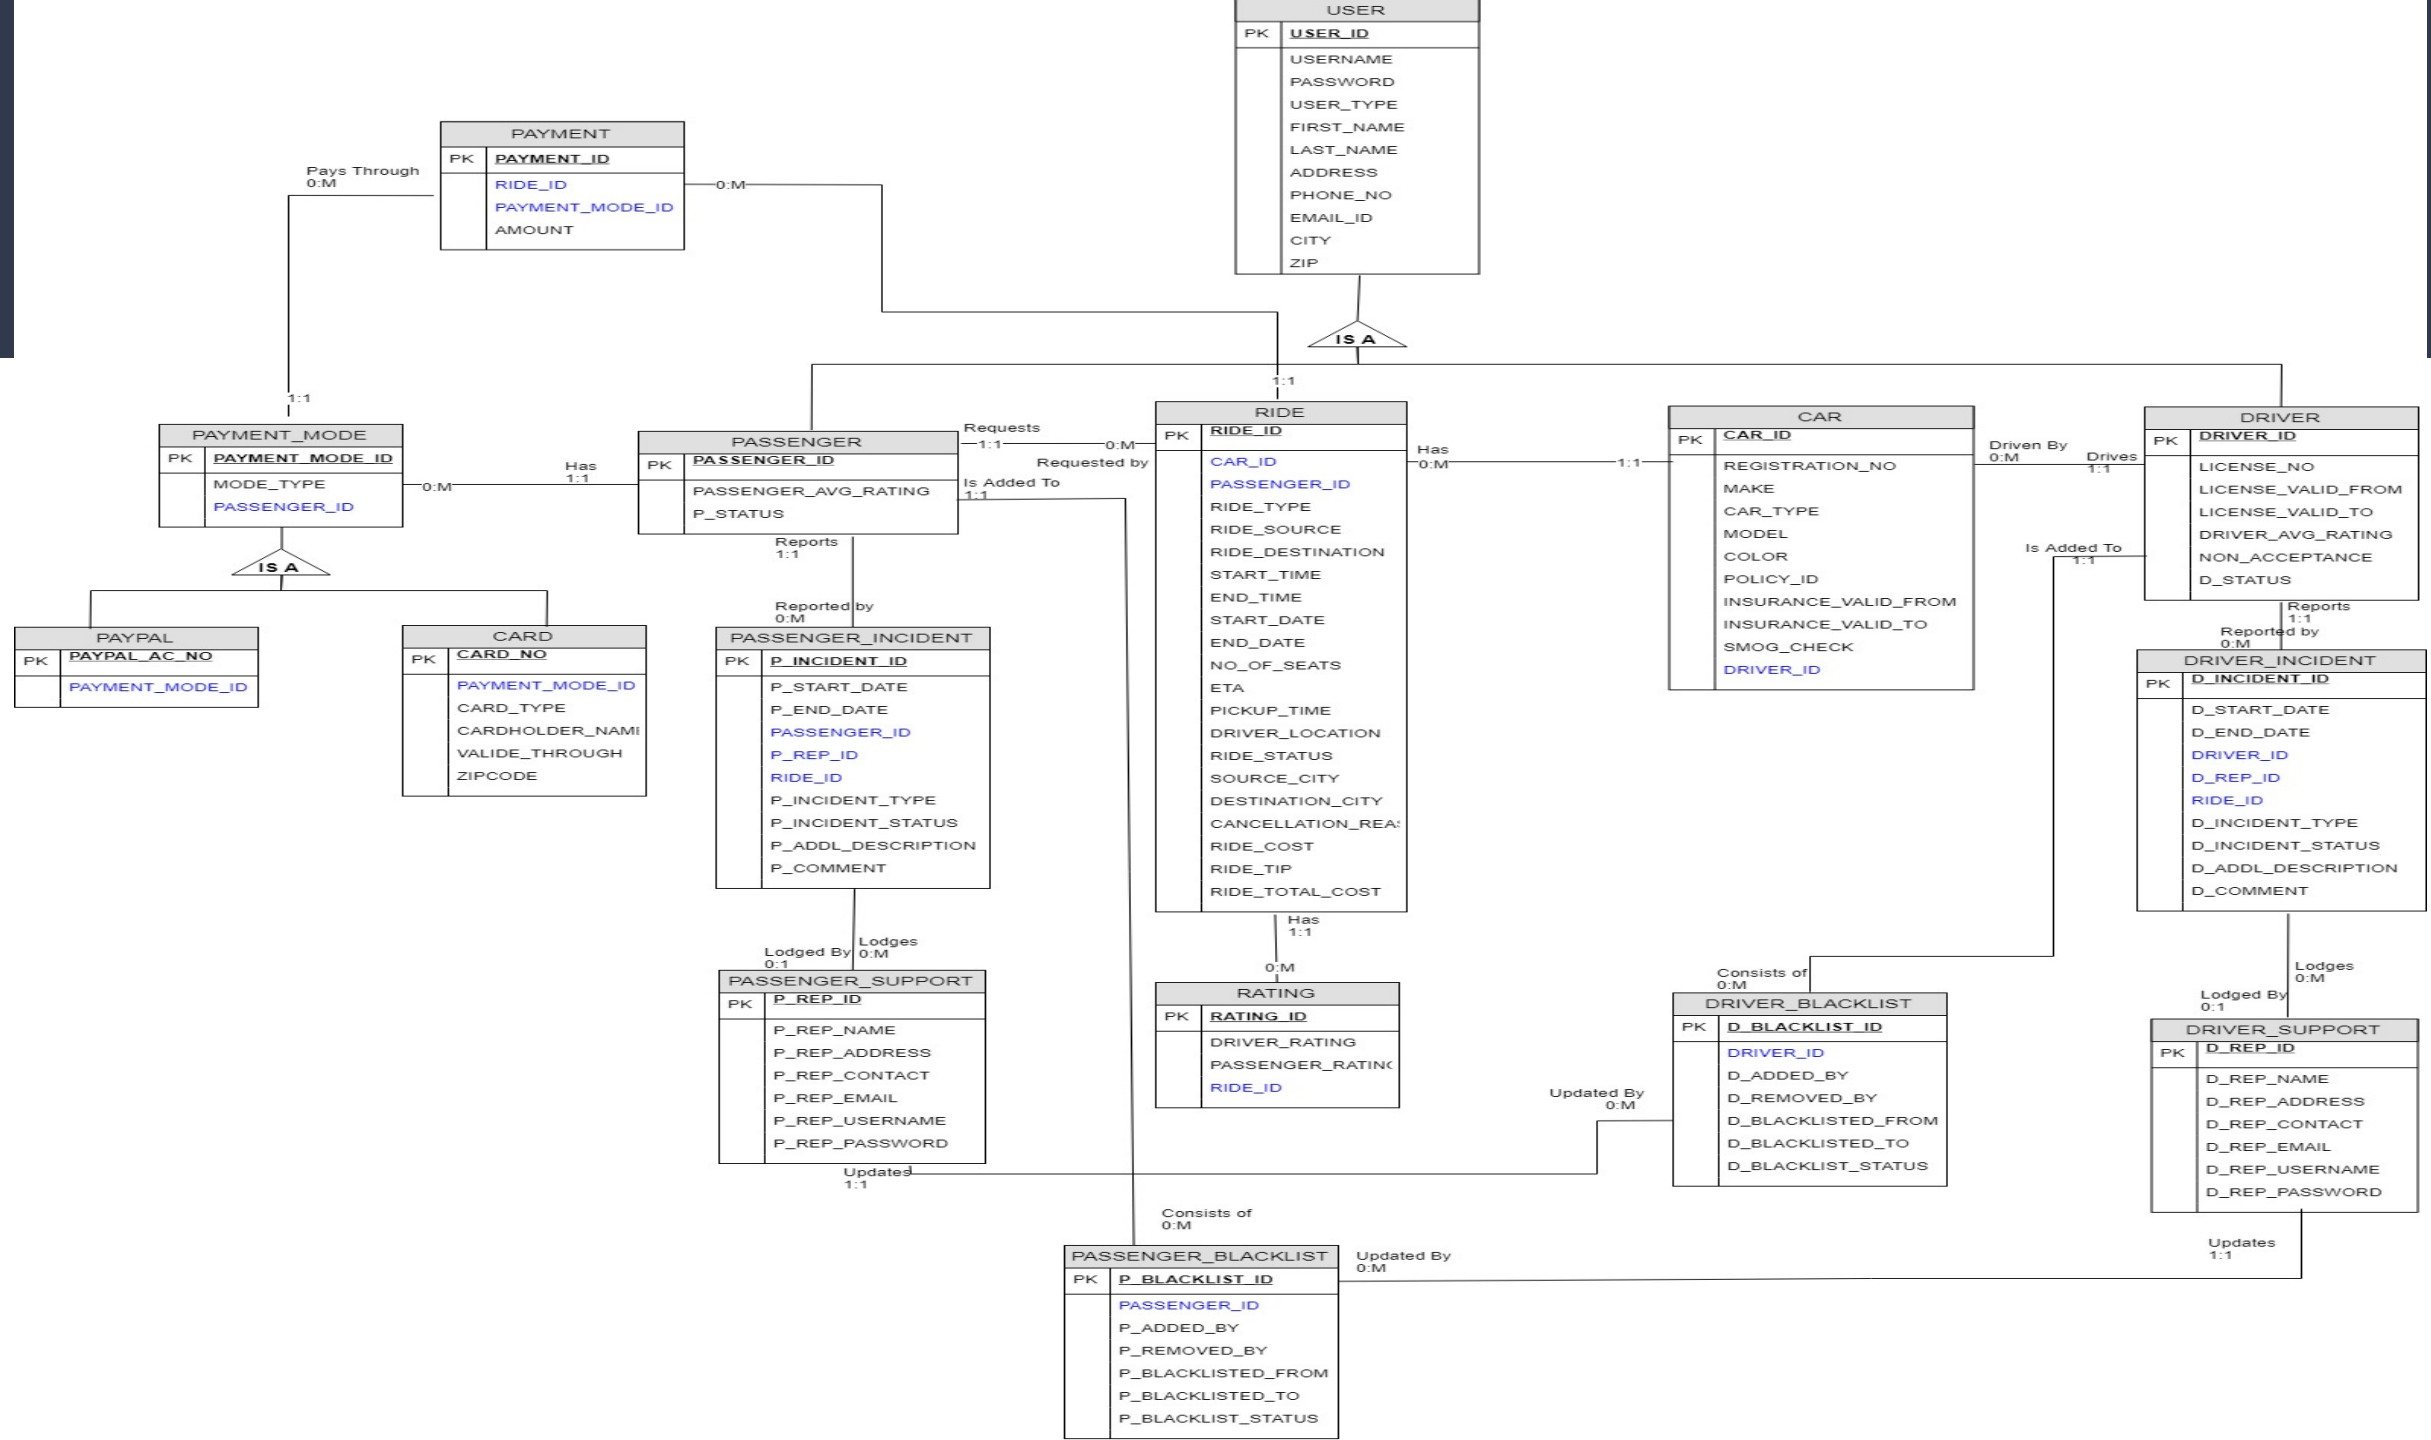 USER
PK USER_ID
USERNAME
PASSWORD
USER_TYPE
FIRST_NAME
LAST_NAME
ADDRESS
PHONE_NO
EMAIL_ID
CITY
ZIP
IS A
PAYMENT
PK PAYMENT_ID
RIDE_ID
PAYMENT_MODE_ID
AMOUNT
Pays Through
0:M
0:M
1:1
1:1
PAYMENT_MODE
PK PAYMENT_MODE_ID
MODE_TYPE
PASSENGER_ID
0:M
Has
1:1
IS A
PAYPAL
PK PAYPAL_AC_NO
PAYMENT_MODE_ID
CARD
PK CARD_NO
PAYMENT_MODE_ID
CARD_TYPE
CARDHOLDER_NAM
VALIDE_THROUGH
ZIPCODE
PASSENGER
PK PASSENGER_ID
PASSENGER_AVG_RATING
P_STATUS
Requests
1:1
0:M
Requested by
Is Added To
1:1
Reports
1:1
Reported by
0:M
PASSENGER_INCIDENT
PK P_INCIDENT_ID
P_START_DATE
P_END_DATE
PASSENGER_ID
P_REP_ID
RIDE_ID
P_INCIDENT_TYPE
P_INCIDENT_STATUS
P_ADDL_DESCRIPTION
P_COMMENT
Lodges
0:M
Lodged By
0:1
PASSENGER_SUPPORT
PK P_REP_ID
P_REP_NAME
P_REP_ADDRESS
P_REP_CONTACT
P_REP_EMAIL
P_REP_USERNAME
P_REP_PASSWORD
Updates
1:1
RIDE
PK RIDE_ID
CAR_ID
PASSENGER_ID
RIDE_TYPE
RIDE_SOURCE
RIDE_DESTINATION
START_TIME
END_TIME
START_DATE
END_DATE
NO_OF_SEATS
ETA
PICKUP_TIME
DRIVER_LOCATION
RIDE_STATUS
SOURCE_CITY
DESTINATION_CITY
CANCELLATION_REA
RIDE_COST
RIDE_TIP
RIDE_TOTAL_COST
Has
0:M
1:1
Has
1:1
0:M
RATING
PK RATING_ID
DRIVER_RATING
PASSENGER_RATIN
RIDE_ID
CAR
PK CAR_ID
REGISTRATION_NO
MAKE
CAR_TYPE
MODEL
COLOR
POLICY_ID
INSURANCE_VALID_FROM
INSURANCE_VALID_TO
SMOG_CHECK
DRIVER_ID
Driven By
0:M
Drives
1:1
DRIVER
PK DRIVER_ID
LICENSE_NO
LICENSE_VALID_FROM
LICENSE_VALID_TO
DRIVER_AVG_RATING
NON_ACCEPTANCE
D_STATUS
Is Added To
1:1
Reports
1:1
Reported by
0:M
DRIVER_INCIDENT
PK D_INCIDENT_ID
D_START_DATE
D_END_DATE
DRIVER_ID
D_REP_ID
RIDE_ID
D_INCIDENT_TYPE
D_INCIDENT_STATUS
D_ADDL_DESCRIPTION
D_COMMENT
Lodges
0:M
Lodged By
0:1
DRIVER_SUPPORT
PK D_REP_ID
D_REP_NAME
D_REP_ADDRESS
D_REP_CONTACT
D_REP_EMAIL
D_REP_USERNAME
D_REP_PASSWORD
Updates
1:1
Consists of
0:M
DRIVER_BLACKLIST
PK D_BLACKLIST_ID
DRIVER_ID
D_ADDED_BY
D_REMOVED_BY
D_BLACKLISTED_FROM
D_BLACKLISTED_TO
D_BLACKLIST_STATUS
Updated By
0:M
Consists of
0:M
PASSENGER_BLACKLIST
PK P_BLACKLIST_ID
PASSENGER_ID
P_ADDED_BY
P_REMOVED_BY
P_BLACKLISTED_FROM
P_BLACKLISTED_TO
P_BLACKLIST_STATUS
Updated By
0:M